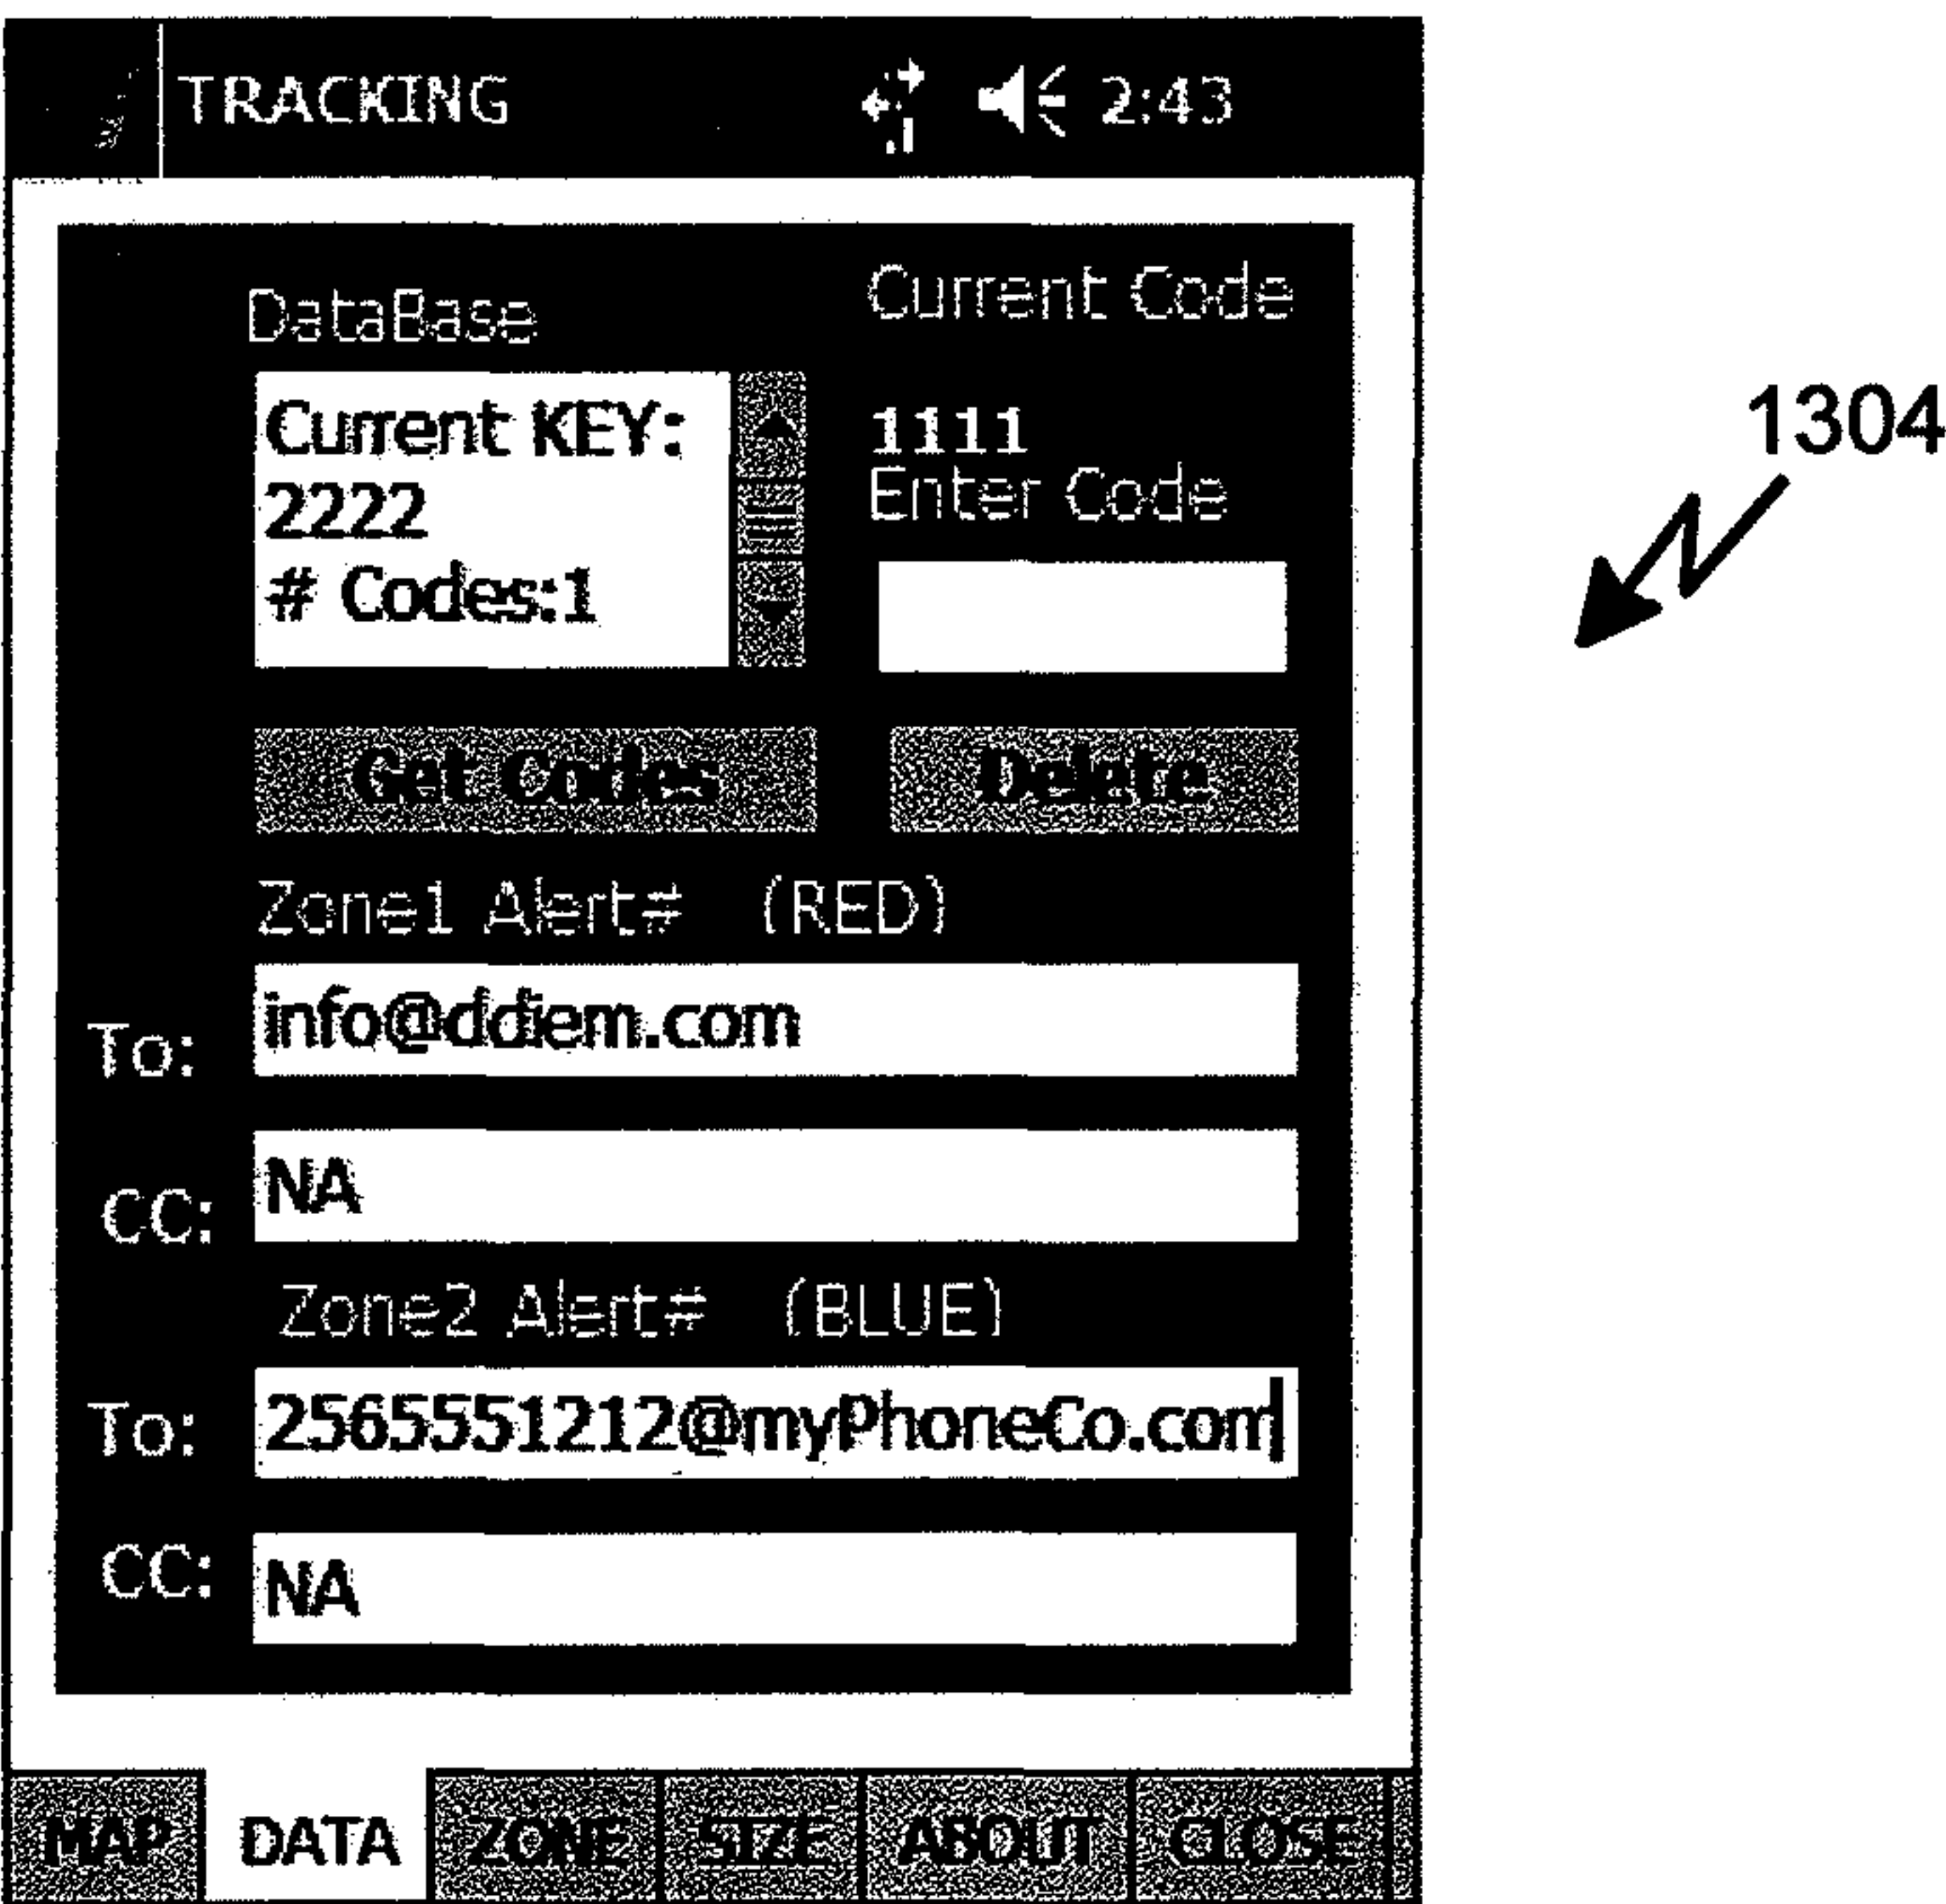 TRACKING 2:43
DataBase
Current Code
Current KEY:
2222
# Codes:1
1111
Enter Code
Get Codes Delete
Zone1 Alert# (RED)
To: info@ddiem.com
CC: NA
Zone2 Alert# (BLUE)
To: 2565551212@myPhoneCo.com
CC: NA
MAP DATA ZONE SIZE ABOUT CLOSE
1304